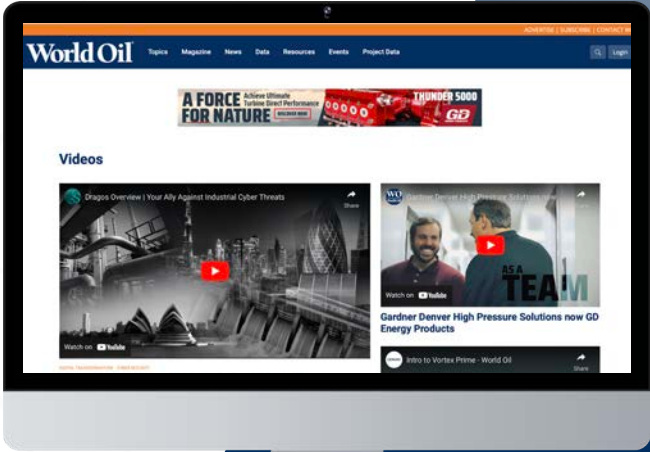 ADVERTISE | SUBSCRIBE | CONTACT
World Oil
Topics Magazine News Data Resources Events Project Data
Login
A FORCE
FOR NATURE
Achieve Ultimate
Turbine Direct Performance
DISCOVER NOW
THUNDER 5000
GD
Videos
Dragos Overview | Your Ally Against Industrial Cyber Threats
Share
Watch on YouTube
WO
Gardner Denver High Pressure Solutions now
AS A
TEAM
Watch on YouTube
Gardner Denver High Pressure Solutions now GD
Energy Products
Intro to Vortex Prime - World Oil
Share